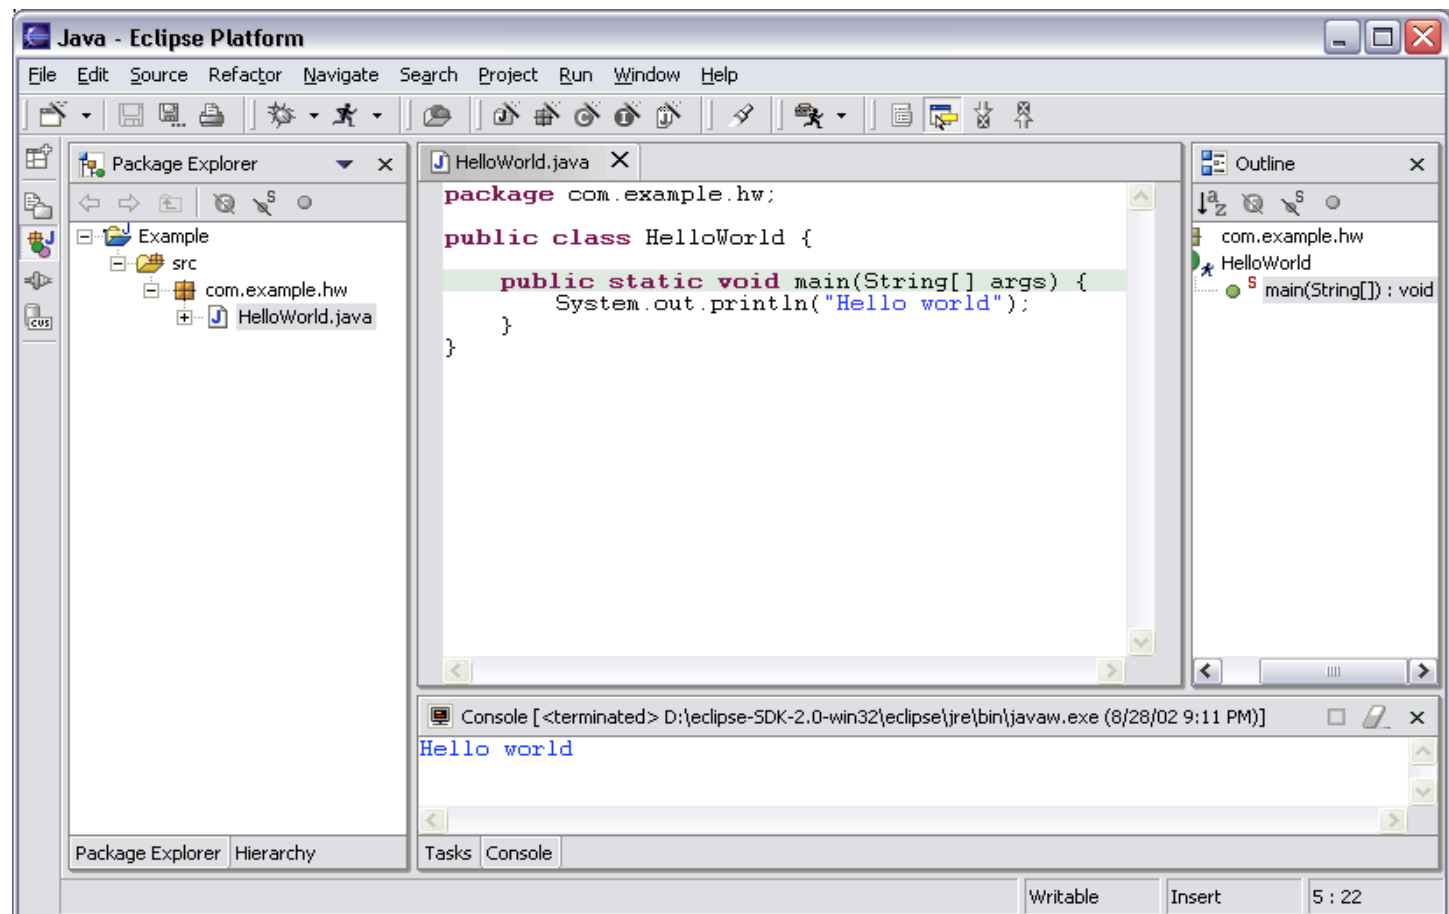 Java - Eclipse Platform
File Edit Source Refactor Navigate Search Project Run Window Help
Package Explorer
Example
src
com.example.hw
HelloWorld.java
Package Explorer Hierarchy
HelloWorld.java
package com.example.hw;
public class HelloWorld {
public static void main(String[] args) {
System.out.println("Hello world");
}
}
Outline
com.example.hw
HelloWorld
main(String[]) : void
Console [<terminated> D:\eclipse-SDK-2.0-win32\eclipse\jre\bin\javaw.exe (8/28/02 9:11 PM)]
Hello world
Tasks Console
Writable Insert 5 : 22